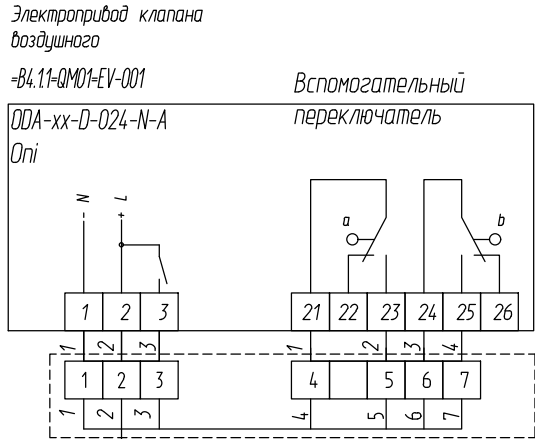 Электропривод клапана
воздушного
=B4.1.1=QM01=EV-001
Вспомогательный
переключатель
ODA-xx-D-024-N-A
Oni
- N
+ L
a
b
1 2 3
21 22 23 24 25 26
1 2 3
1 2 3 4
1 2 3
4 5 6 7
1 2 3
4 5 6 7